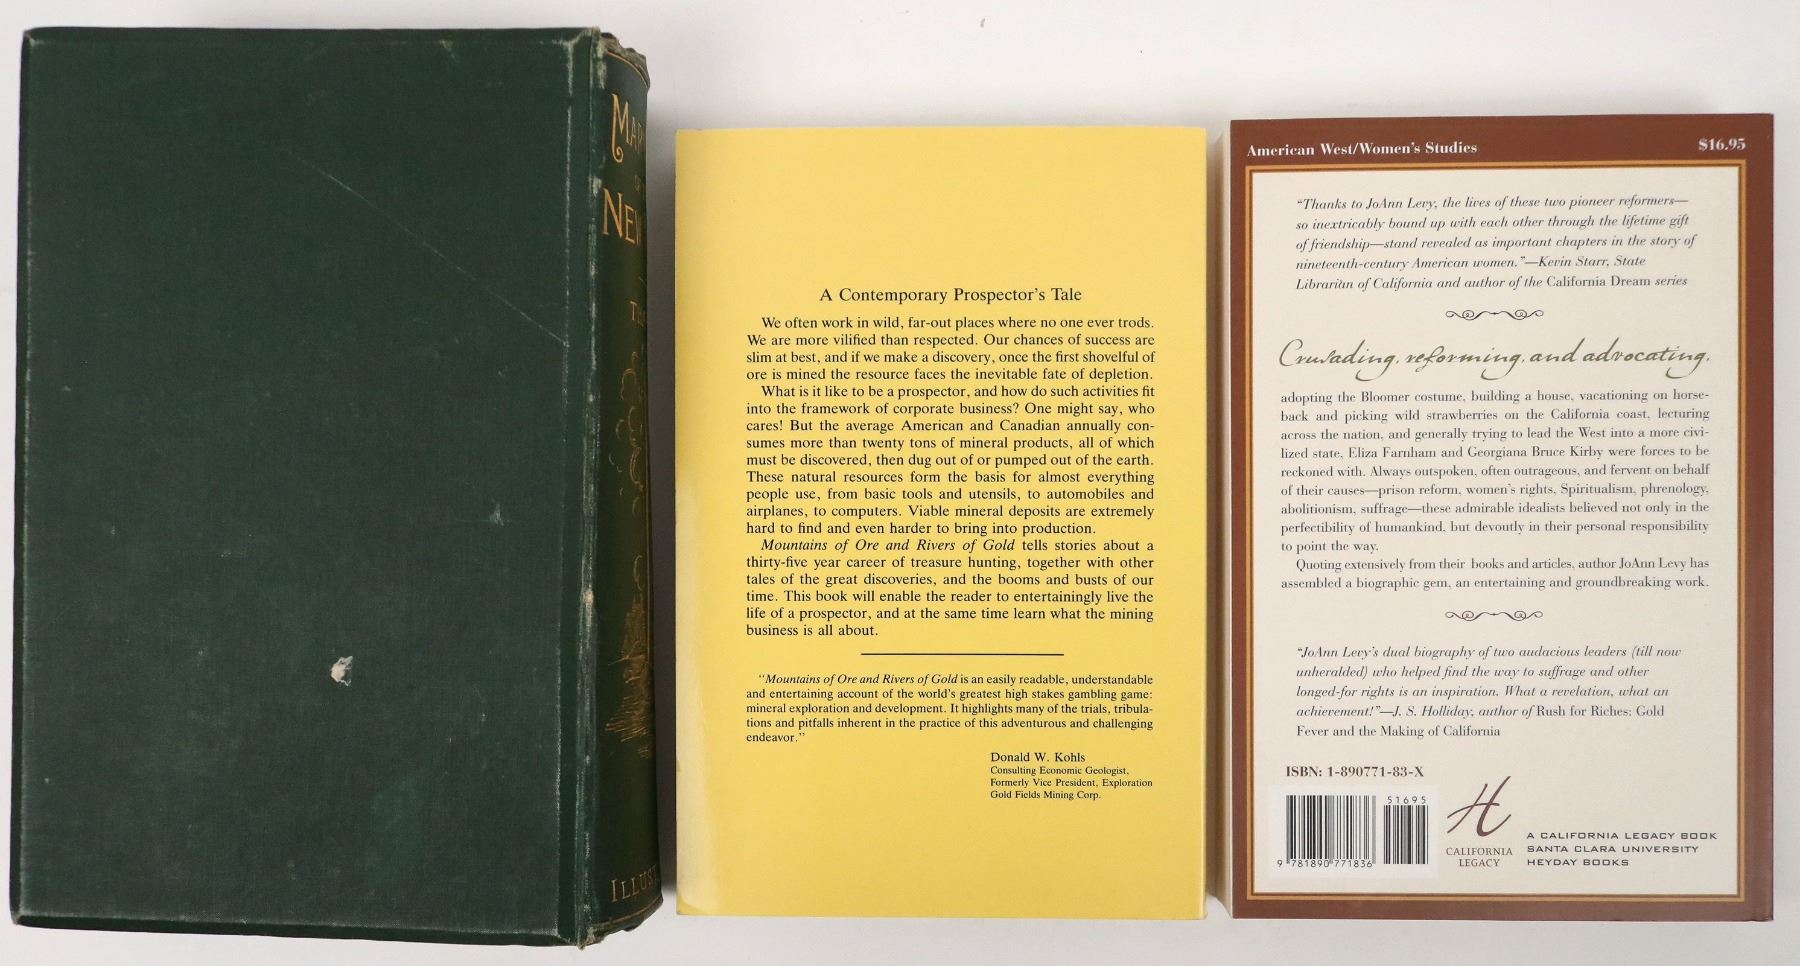 MAR
NEW
ILLUST
A Contemporary Prospector's Tale
We often work in wild, far-out places where no one ever trods.
We are more vilified than respected. Our chances of success are
slim at best, and if we make a discovery, once the first shovelful of
ore is mined the resource faces the inevitable fate of depletion.
What is it like to be a prospector, and how do such activities fit
into the framework of corporate business? One might say, who
cares! But the average American and Canadian annually con-
sumes more than twenty tons of mineral products, all of which
must be discovered, then dug out of or pumped out of the earth.
These natural resources form the basis for almost everything
people use, from basic tools and utensils, to automobiles and
airplanes, to computers. Viable mineral deposits are extremely
hard to find and even harder to bring into production.
Mountains of Ore and Rivers of Gold tells stories about a
thirty-five year career of treasure hunting, together with other
tales of the great discoveries, and the booms and busts of our
time. This book will enable the reader to entertainingly live the
life of a prospector, and at the same time learn what the mining
business is all about.
"Mountains of Ore and Rivers of Gold is an easily readable, understandable
and entertaining account of the world's greatest high stakes gambling game:
mineral exploration and development. It highlights many of the trials, tribula-
tions and pitfalls inherent in the practice of this adventurous and challenging
endeavor."
Donald W. Kohls
Consulting Economic Geologist,
Formerly Vice President, Exploration
Gold Fields Mining Corp.
American West/Women's Studies $16.95
"Thanks to JoAnn Levy, the lives of these two pioneer reformers—
so inextricably bound up with each other through the lifetime gift
of friendship—stand revealed as important chapters in the story of
nineteenth-century American women."—Kevin Starr, State
Librarian of California and author of the California Dream series
Crusading, reforming, and advocating,
adopting the Bloomer costume, building a house, vacationing on horse-
back and picking wild strawberries on the California coast, lecturing
across the nation, and generally trying to lead the West into a more civi-
lized state, Eliza Farnham and Georgiana Bruce Kirby were forces to be
reckoned with. Always outspoken, often outrageous, and fervent on behalf
of their causes—prison reform, women's rights, Spiritualism, phrenology,
abolitionism, suffrage—these admirable idealists believed not only in the
perfectibility of humankind, but devoutly in their personal responsibility
to point the way.
Quoting extensively from their books and articles, author JoAnn Levy has
assembled a biographic gem, an entertaining and groundbreaking work.
"JoAnn Levy's dual biography of two audacious leaders (till now
unheralded) who helped find the way to suffrage and other
longed-for rights is an inspiration. What a revelation, what an
achievement!"—J. S. Holliday, author of Rush for Riches: Gold
Fever and the Making of California
ISBN: 1-890771-83-X
51695
9 781890 771836
H
CALIFORNIA
LEGACY
A CALIFORNIA LEGACY BOOK
SANTA CLARA UNIVERSITY
HEYDAY BOOKS